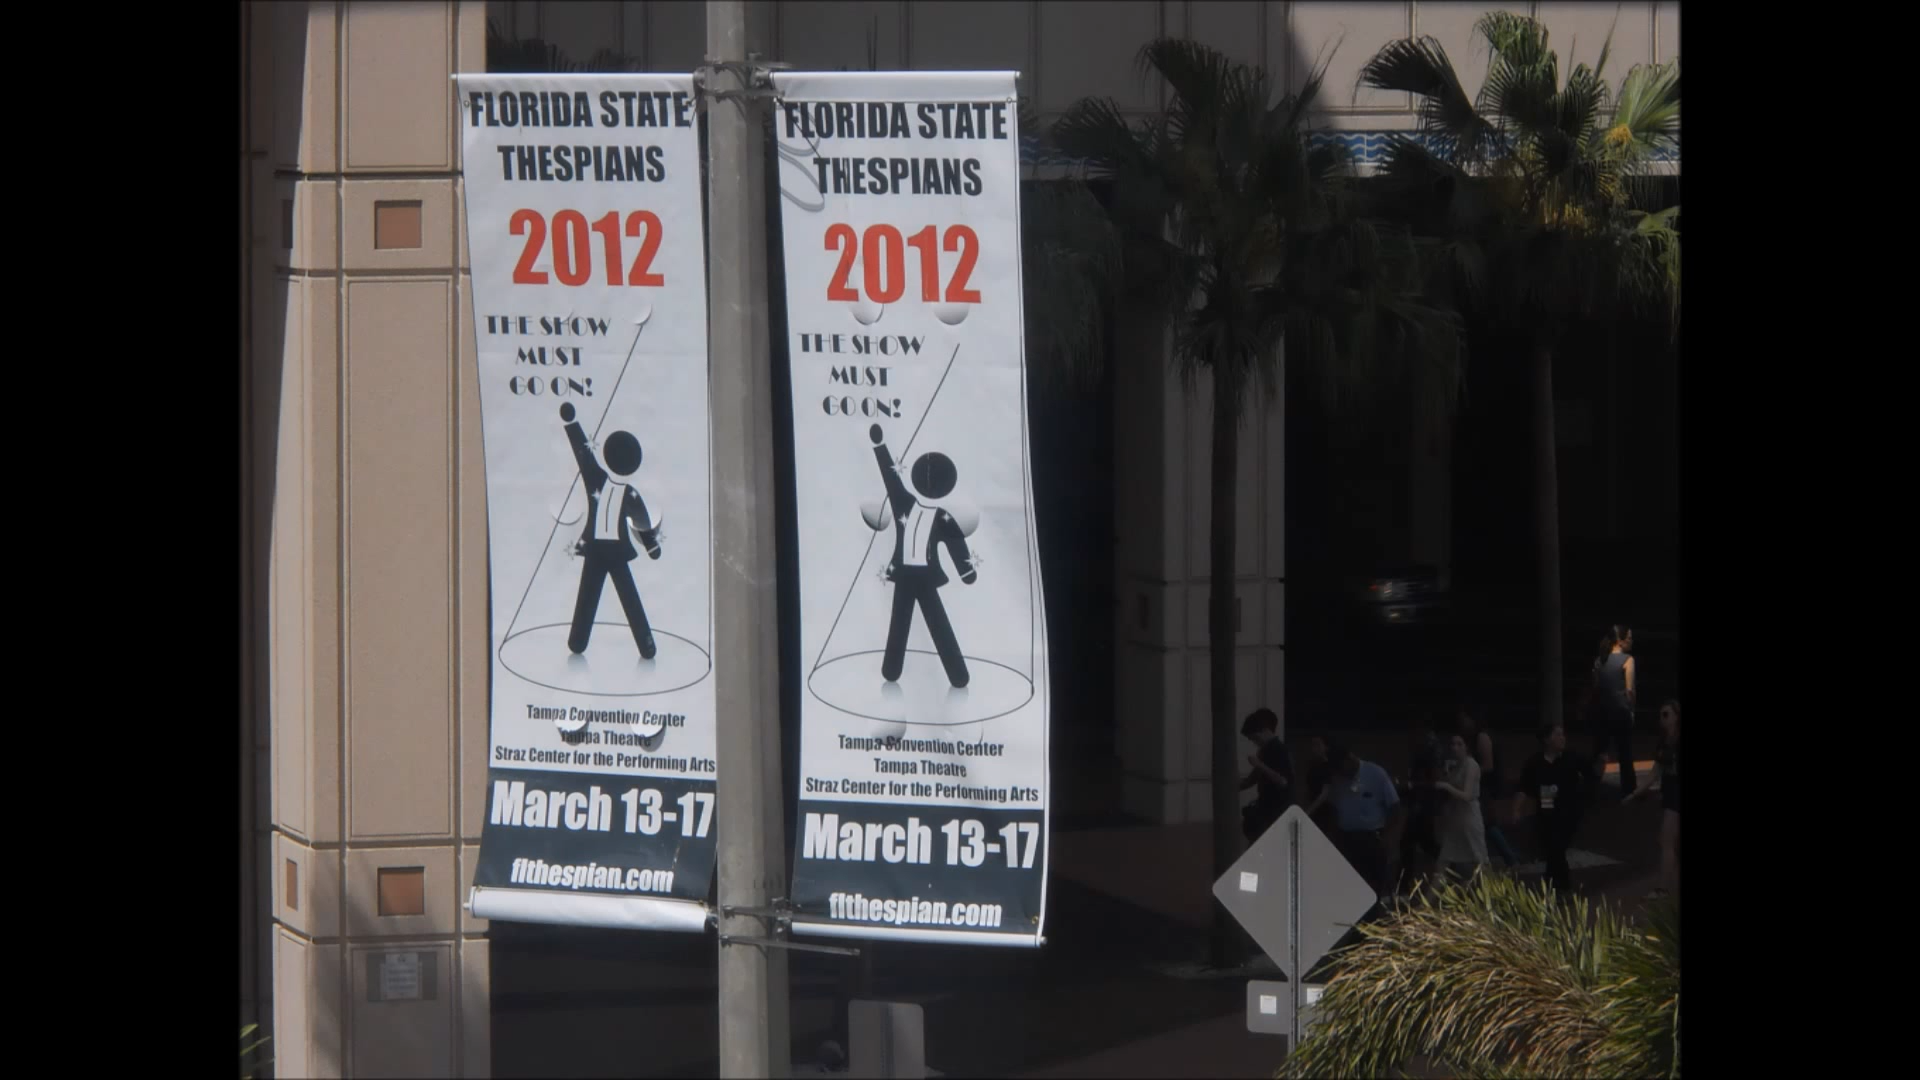 FLORIDA STATE
THESPIANS
2012
THE SHOW
MUST
GO ON!
Tampa Convention Center
Tampa Theatre
Straz Center for the Performing Arts
March 13-17
flthespian.com
FLORIDA STATE
THESPIANS
2012
THE SHOW
MUST
GO ON!
Tampa Convention Center
Tampa Theatre
Straz Center for the Performing Arts
March 13-17
flthespian.com